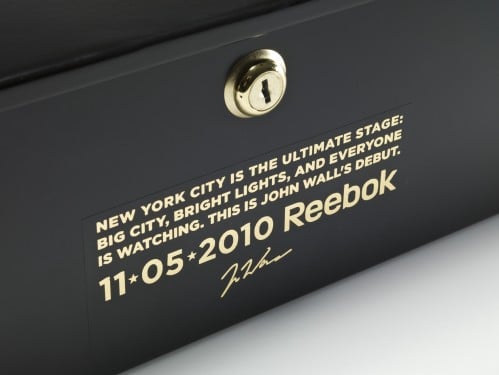 NEW YORK CITY IS THE ULTIMATE STAGE:
BIG CITY, BRIGHT LIGHTS, AND EVERYONE
IS WATCHING. THIS IS JOHN WALL'S DEBUT.
11★05★2010 Reebok